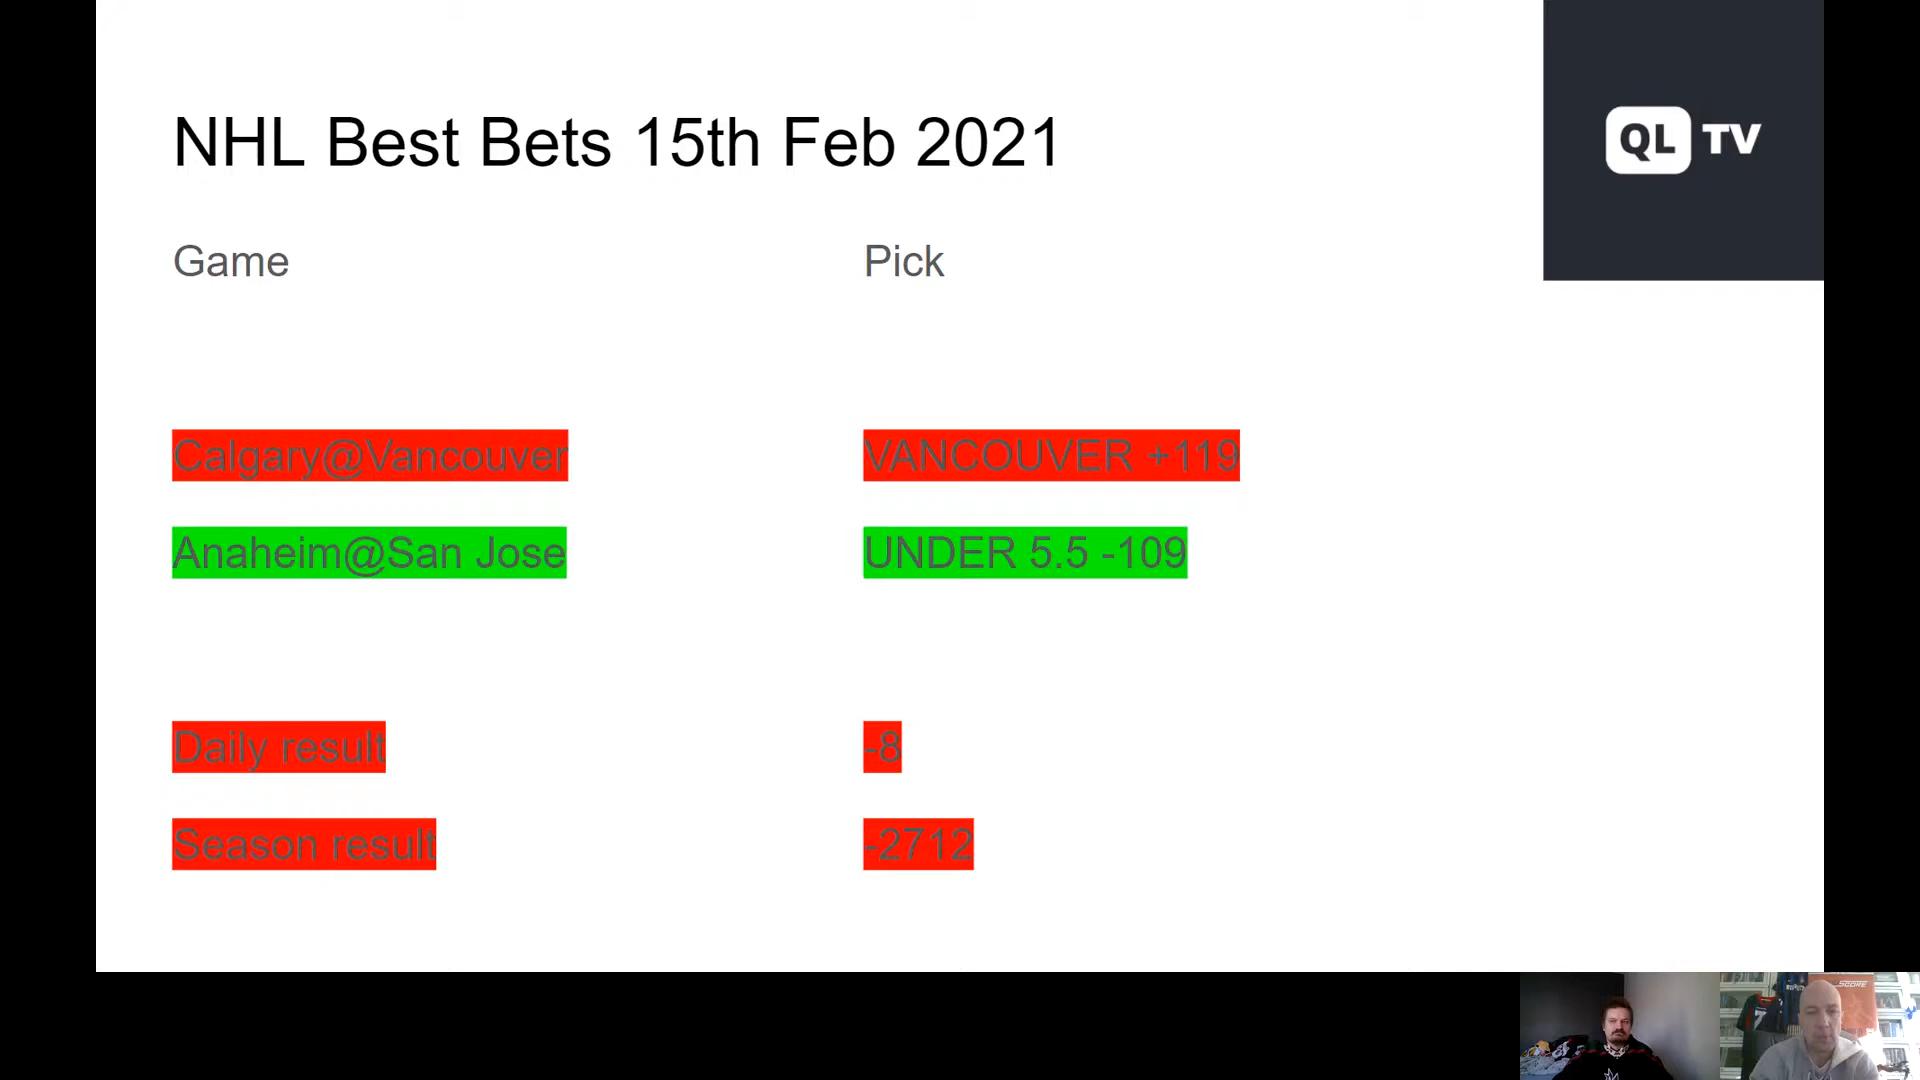 NHL Best Bets 15th Feb 2021
QL TV
Game Pick
Calgary@Vancouver VANCOUVER +119
Anaheim@San Jose UNDER 5.5 -109
Daily result -8
Season result -2712
SCORE